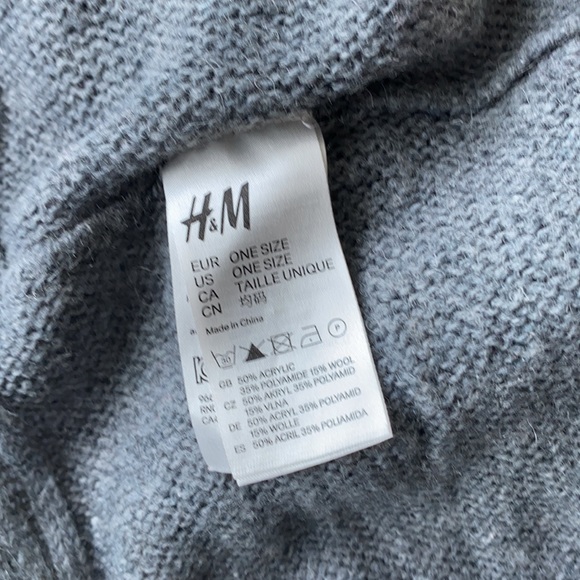 H&M
EUR ONE SIZE
US ONE SIZE
CA TAILLE UNIQUE
CN 均码
Made in China
P
GB 50% ACRYLIC
35% POLYAMIDE 15% WOOL
CZ 50% AKRYL 35% POLYAMID
15% VLNA
DE 50% ACRYL 35% POLYAMID
15% WOLLE
ES 50% ACRIL 35% POLIAMIDA
RN
CA